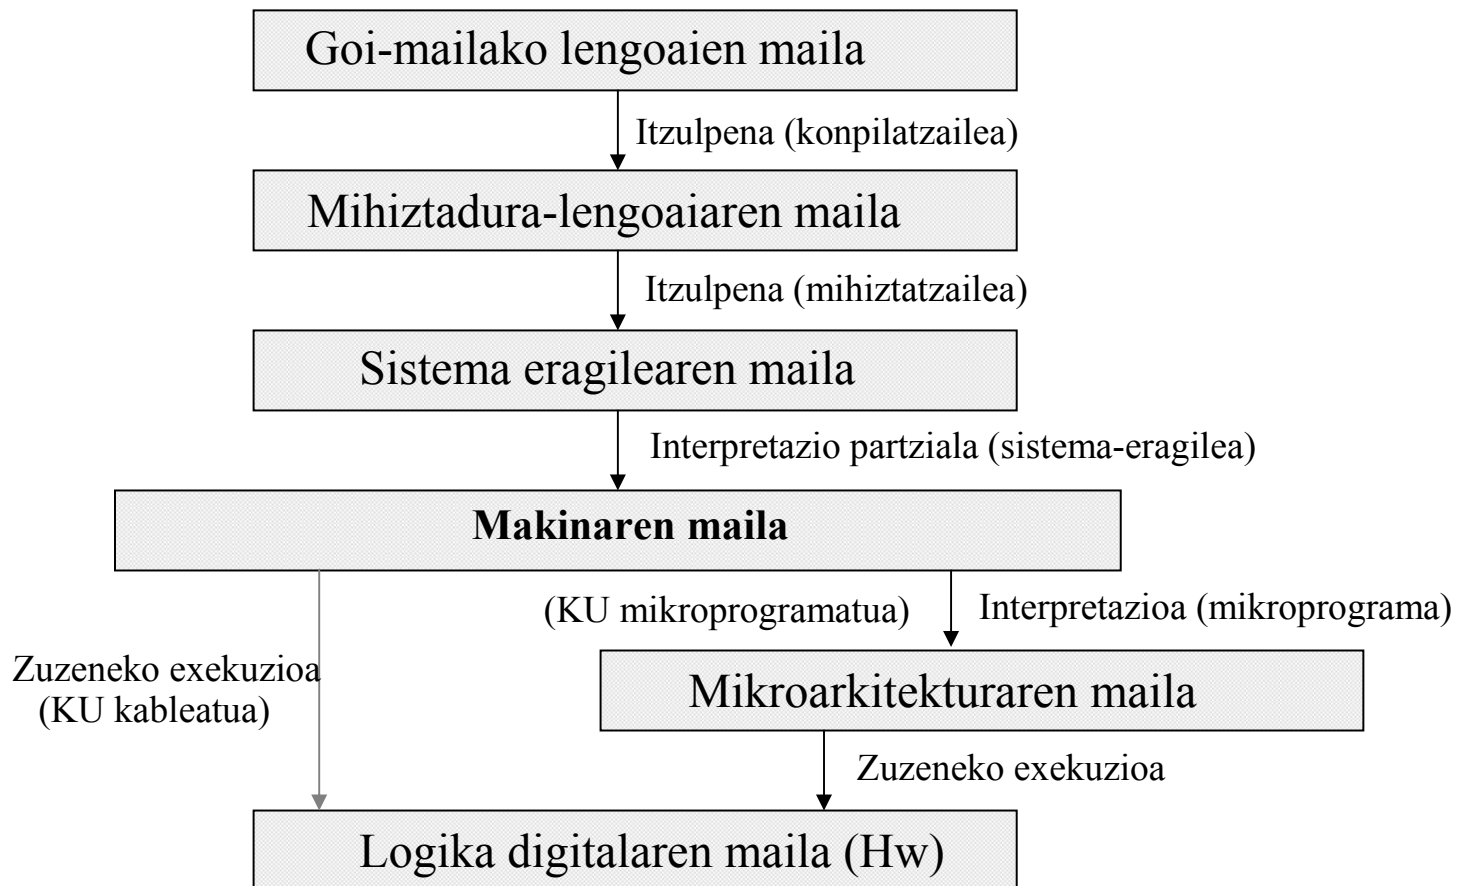 Goi-mailako lengoaien maila
Itzulpena (konpilatzailea)
Mihiztadura-lengoaiaren maila
Itzulpena (mihiztatzailea)
Sistema eragilearen maila
Interpretazio partziala (sistema-eragilea)
Makinaren maila
(KU mikroprogramatua)
Interpretazioa (mikroprograma)
Zuzeneko exekuzioa
(KU kableatua)
Mikroarkitekturaren maila
Zuzeneko exekuzioa
Logika digitalaren maila (Hw)